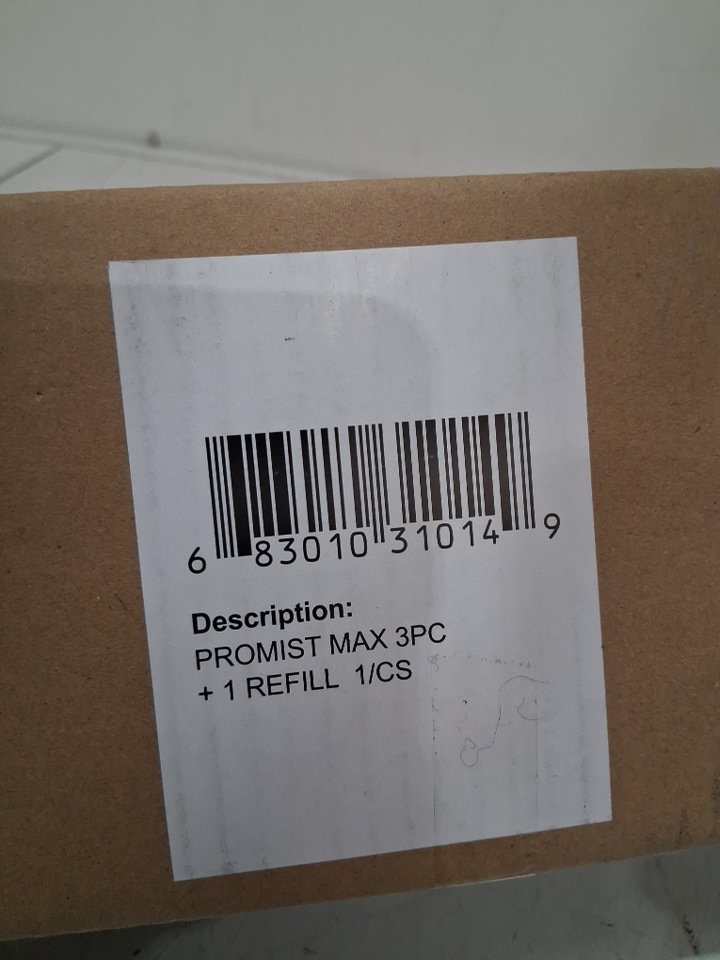 6 83010 31014 9
Description:
PROMIST MAX 3PC
+ 1 REFILL 1/CS